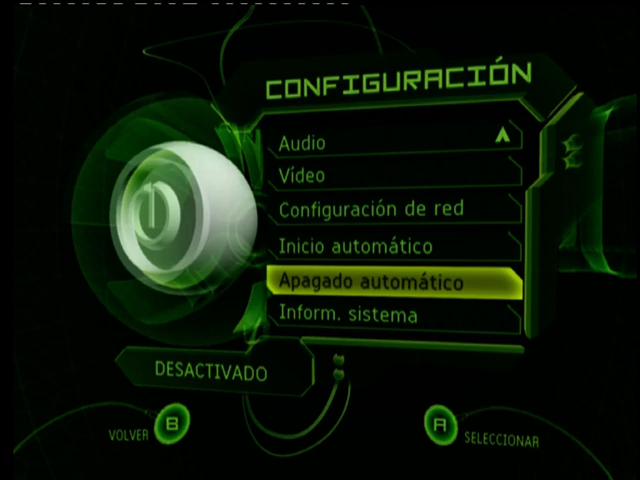 CONFIGURACIÓN
Audio
Vídeo
Configuración de red
Inicio automático
Apagado automático
Inform. sistema
DESACTIVADO
VOLVER B
A SELECCIONAR